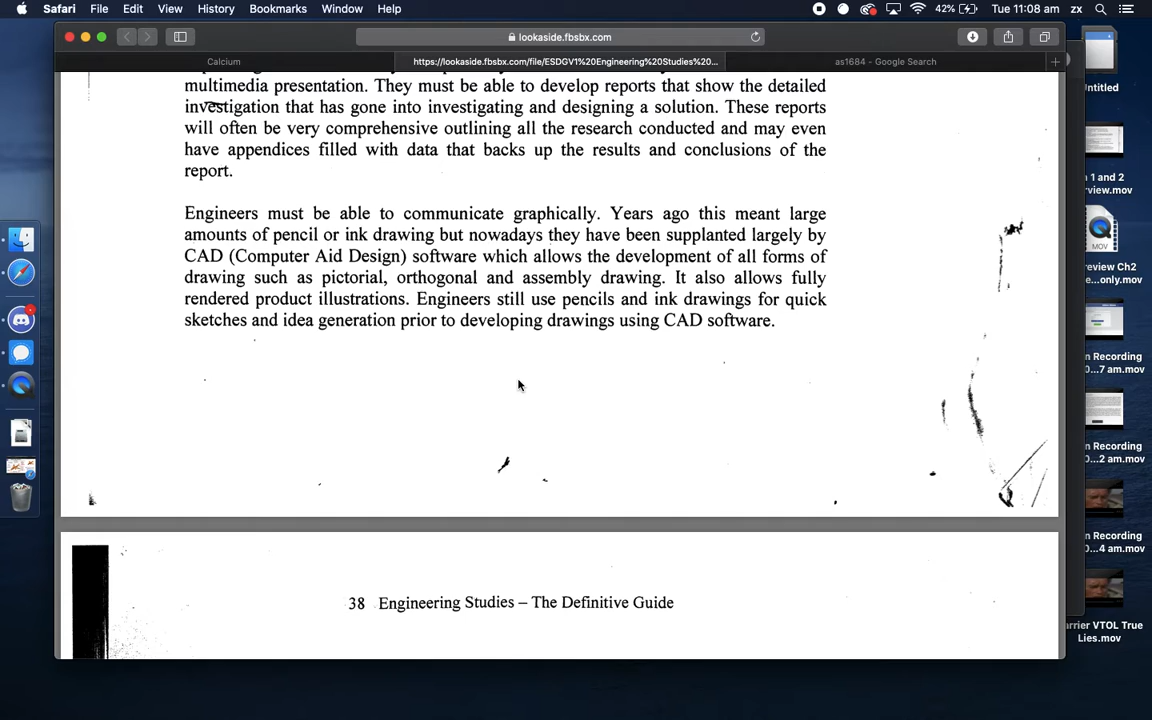 Safari File Edit View History Bookmarks Window Help 42% Tue 11:08 am zx
lookaside.fbsbx.com
Calcium https://lookaside.fbsbx.com/file/ESDGV1%20Engineering%20Studies%20... as1684 - Google Search
multimedia presentation. They must be able to develop reports that show the detailed
investigation that has gone into investigating and designing a solution. These reports
will often be very comprehensive outlining all the research conducted and may even
have appendices filled with data that backs up the results and conclusions of the
report.
Engineers must be able to communicate graphically. Years ago this meant large
amounts of pencil or ink drawing but nowadays they have been supplanted largely by
CAD (Computer Aid Design) software which allows the development of all forms of
drawing such as pictorial, orthogonal and assembly drawing. It also allows fully
rendered product illustrations. Engineers still use pencils and ink drawings for quick
sketches and idea generation prior to developing drawings using CAD software.
38 Engineering Studies – The Definitive Guide
Untitled
1 and 2
rview.mov
review Ch2
...only.mov
n Recording
0...7 am.mov
n Recording
0...2 am.mov
n Recording
0...4 am.mov
arrier VTOL True
Lies.mov
MOV